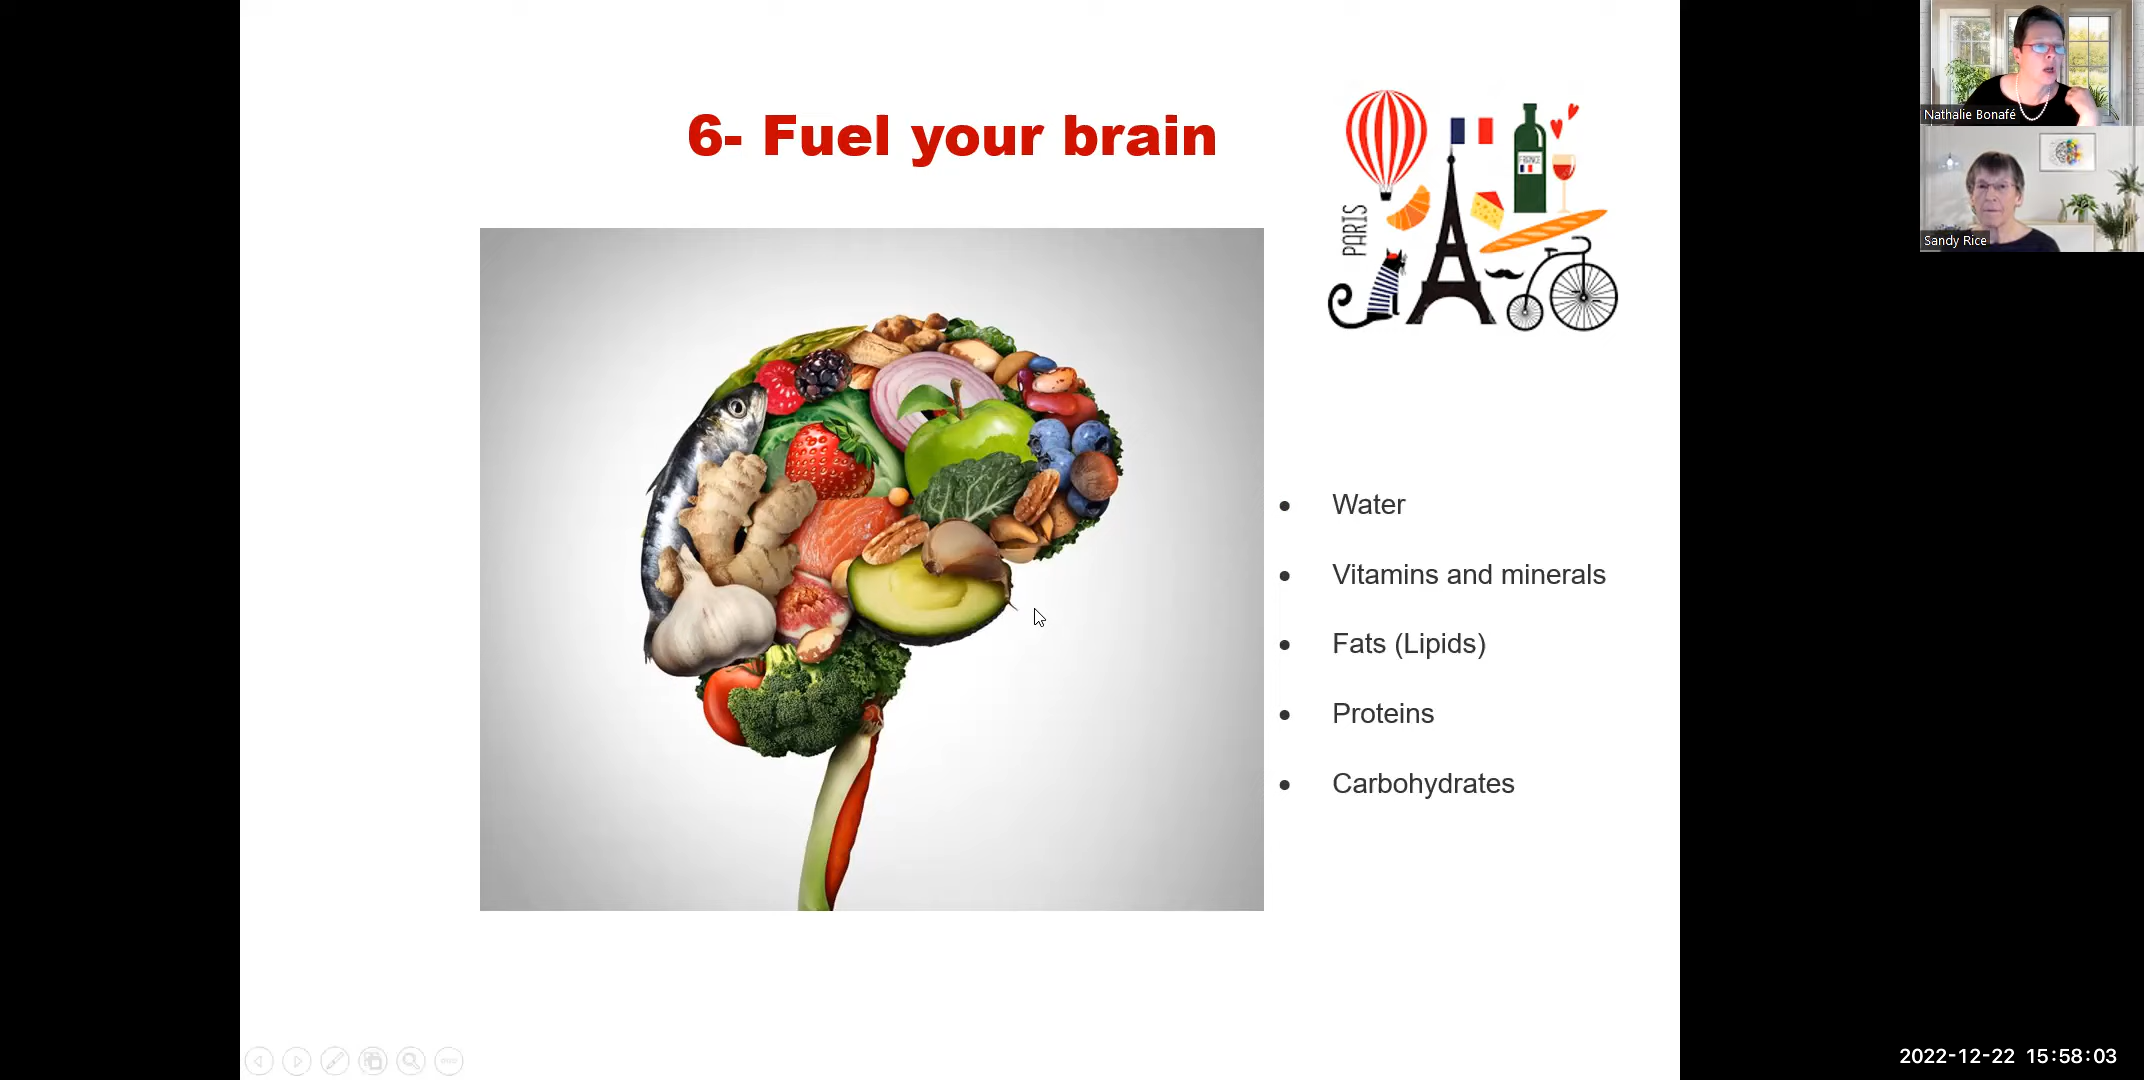 6- Fuel your brain
FRANCE
PARIS
• Water
• Vitamins and minerals
• Fats (Lipids)
• Proteins
• Carbohydrates
Nathalie Bonafé
Sandy Rice
2022-12-22 15:58:03